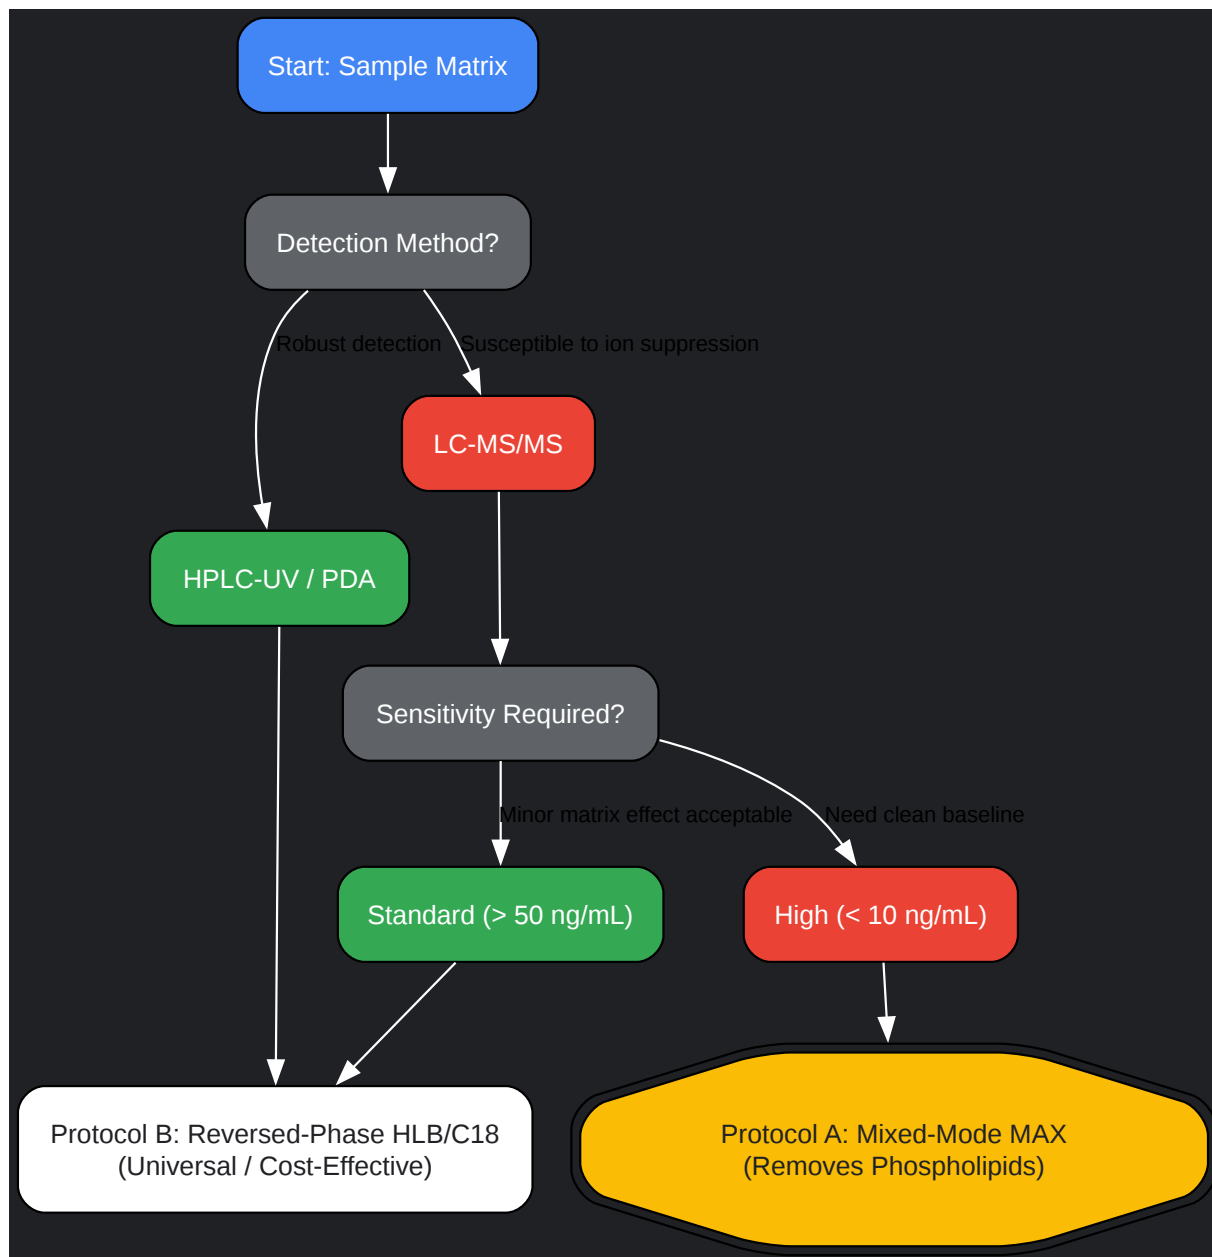 Start: Sample Matrix
Detection Method?
Robust detection
Susceptible to ion suppression
LC-MS/MS
HPLC-UV / PDA
Sensitivity Required?
Minor matrix effect acceptable
Need clean baseline
Standard (> 50 ng/mL)
High (< 10 ng/mL)
Protocol B: Reversed-Phase HLB/C18
(Universal / Cost-Effective)
Protocol A: Mixed-Mode MAX
(Removes Phospholipids)